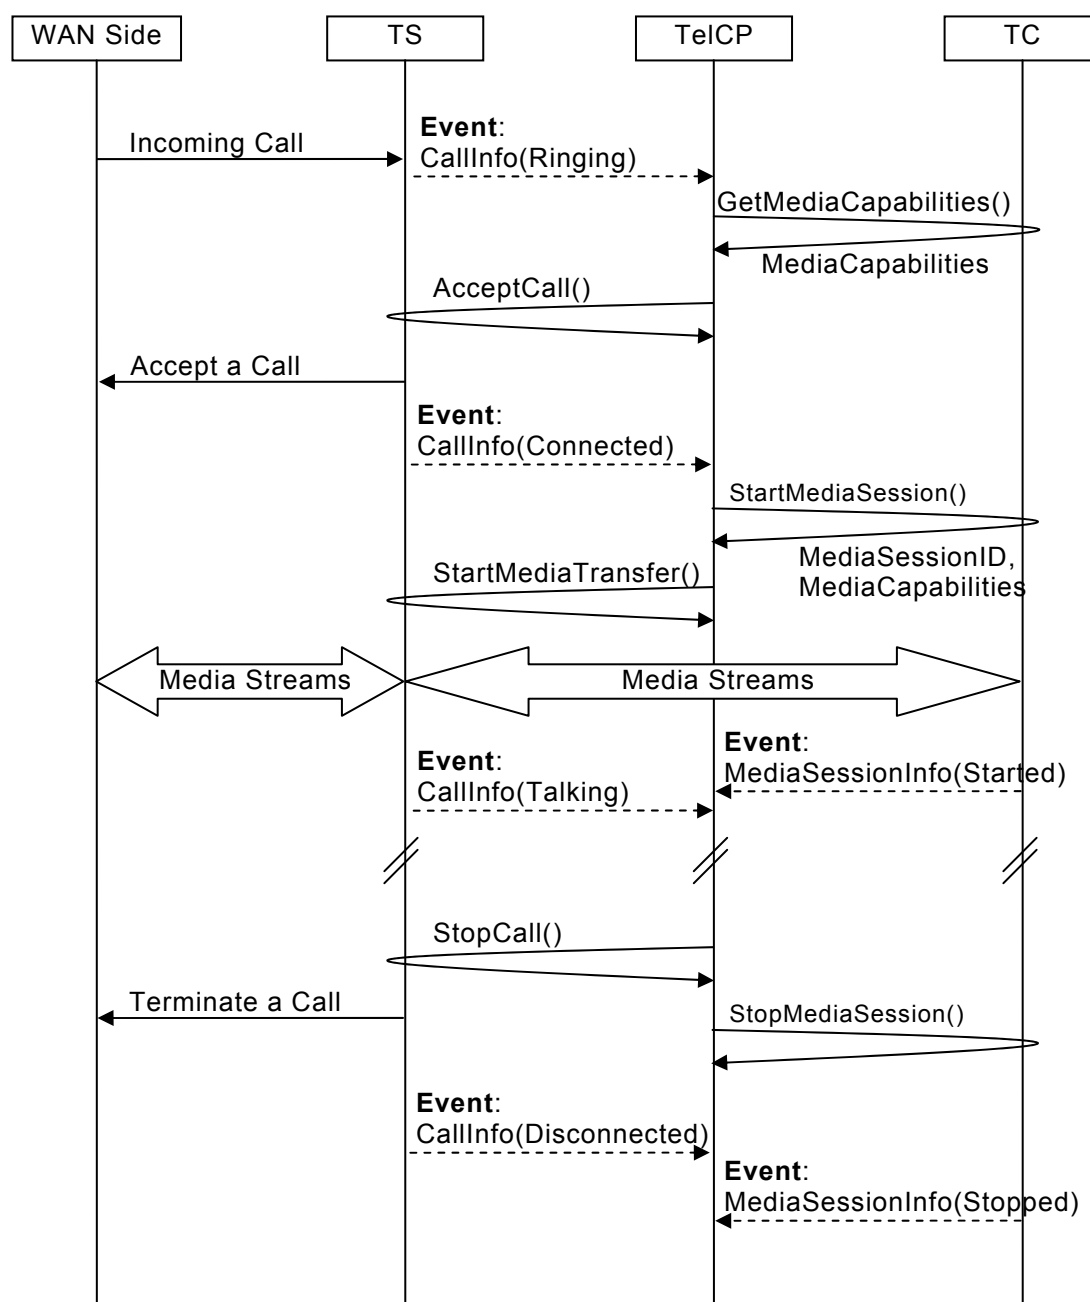 WAN Side
TS
TelCP
TC
Incoming Call
Event:
CallInfo(Ringing)
GetMediaCapabilities()
MediaCapabilities
AcceptCall()
Accept a Call
Event:
CallInfo(Connected)
StartMediaSession()
MediaSessionID,
MediaCapabilities
StartMediaTransfer()
Media Streams
Media Streams
Event:
MediaSessionInfo(Started)
Event:
CallInfo(Talking)
StopCall()
Terminate a Call
StopMediaSession()
Event:
CallInfo(Disconnected)
Event:
MediaSessionInfo(Stopped)